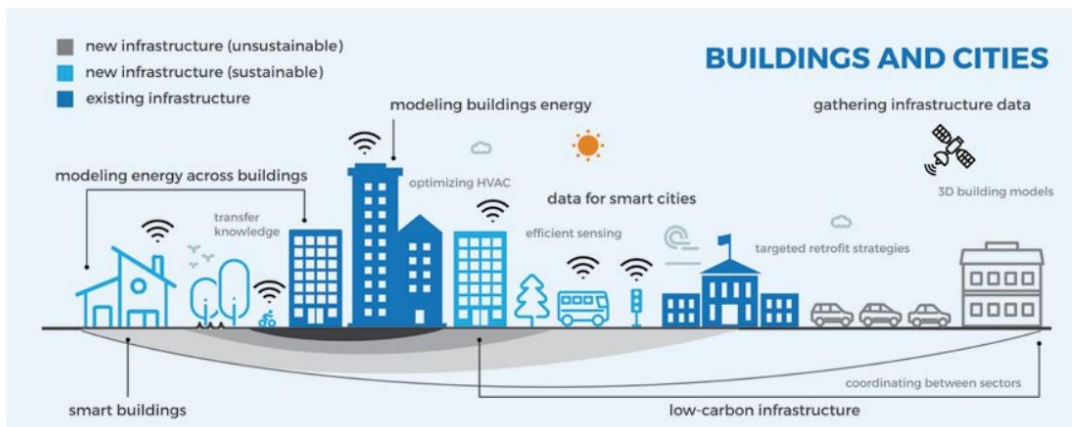 new infrastructure (unsustainable)
new infrastructure (sustainable)
existing infrastructure
BUILDINGS AND CITIES
modeling buildings energy
gathering infrastructure data
modeling energy across buildings
optimizing HVAC
data for smart cities
3D building models
transfer
knowledge
efficient sensing
targeted retrofit strategies
coordinating between sectors
smart buildings
low-carbon infrastructure